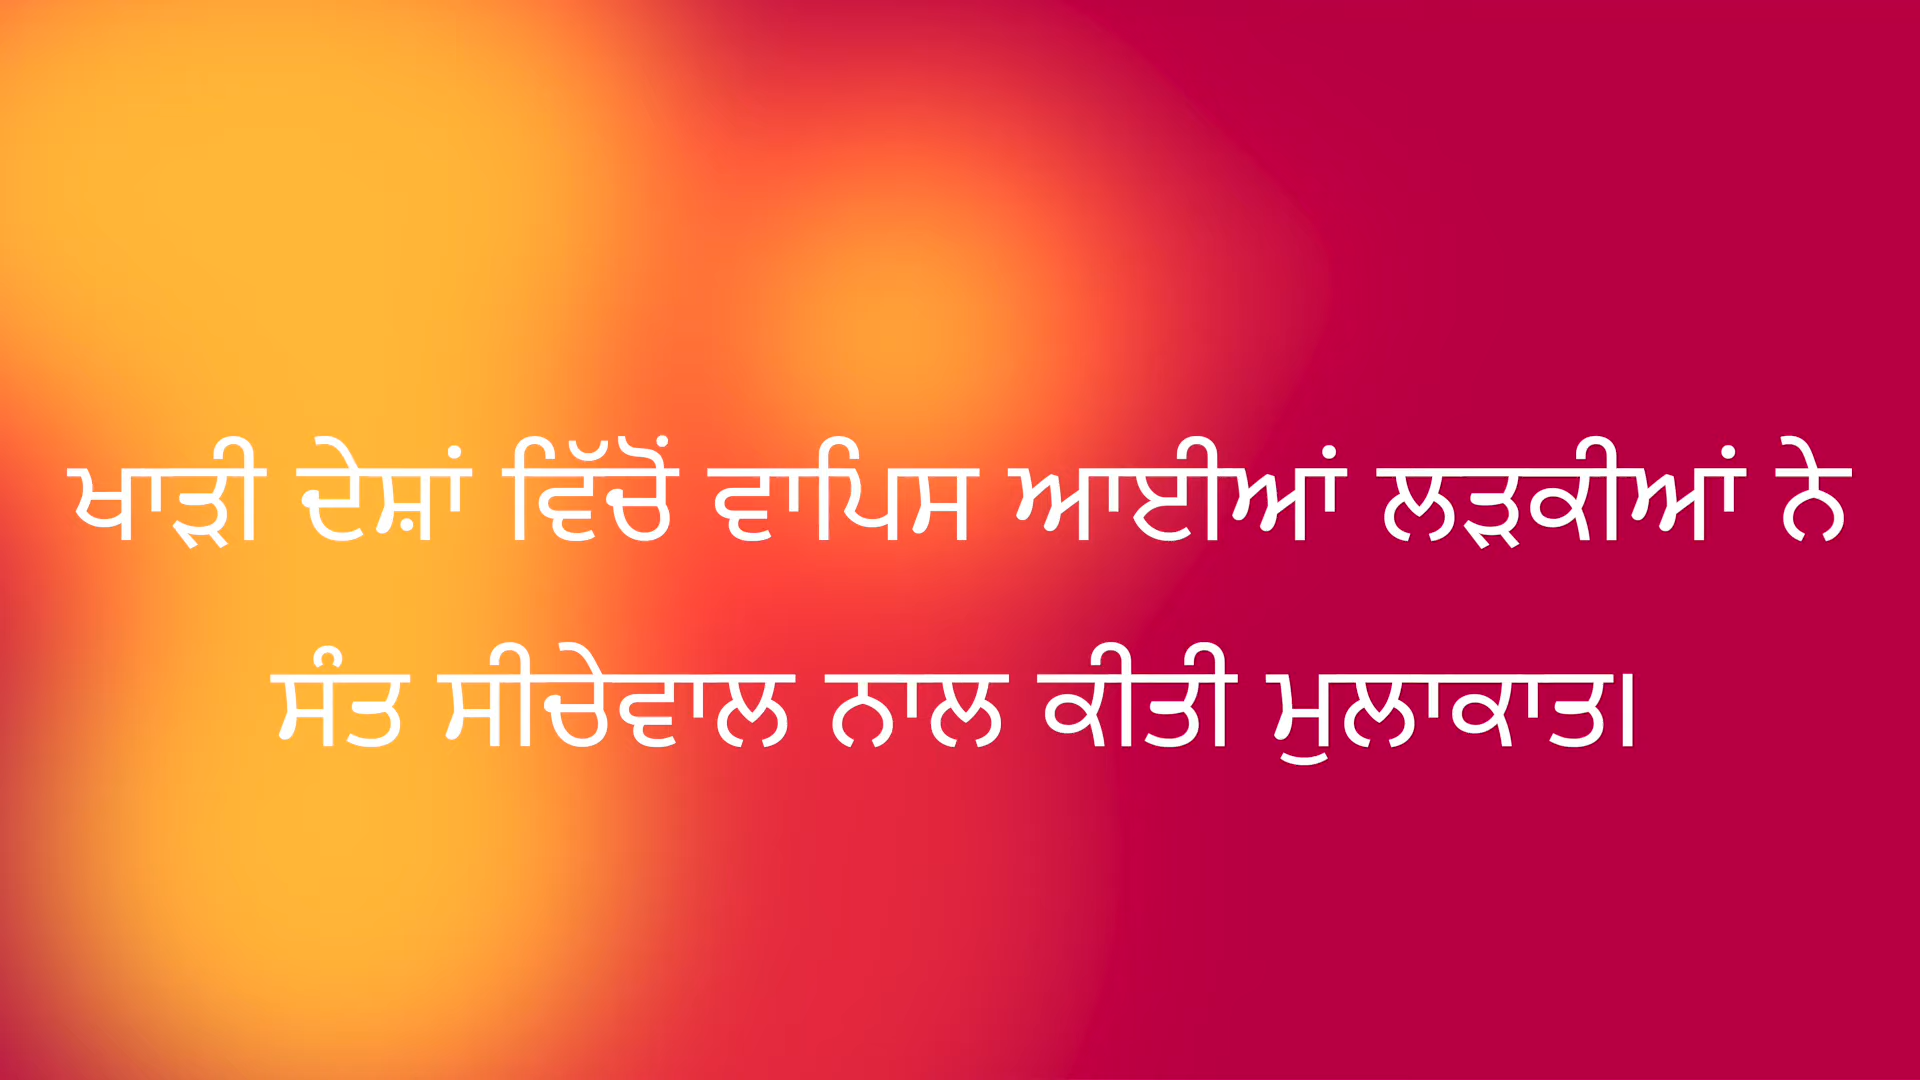 ਖਾੜੀ ਦੇਸ਼ਾਂ ਵਿੱਚੋਂ ਵਾਪਿਸ ਆਈਆਂ ਲੜਕੀਆਂ ਨੇ
ਸੰਤ ਸੀਚੇਵਾਲ ਨਾਲ ਕੀਤੀ ਮੁਲਾਕਾਤ।